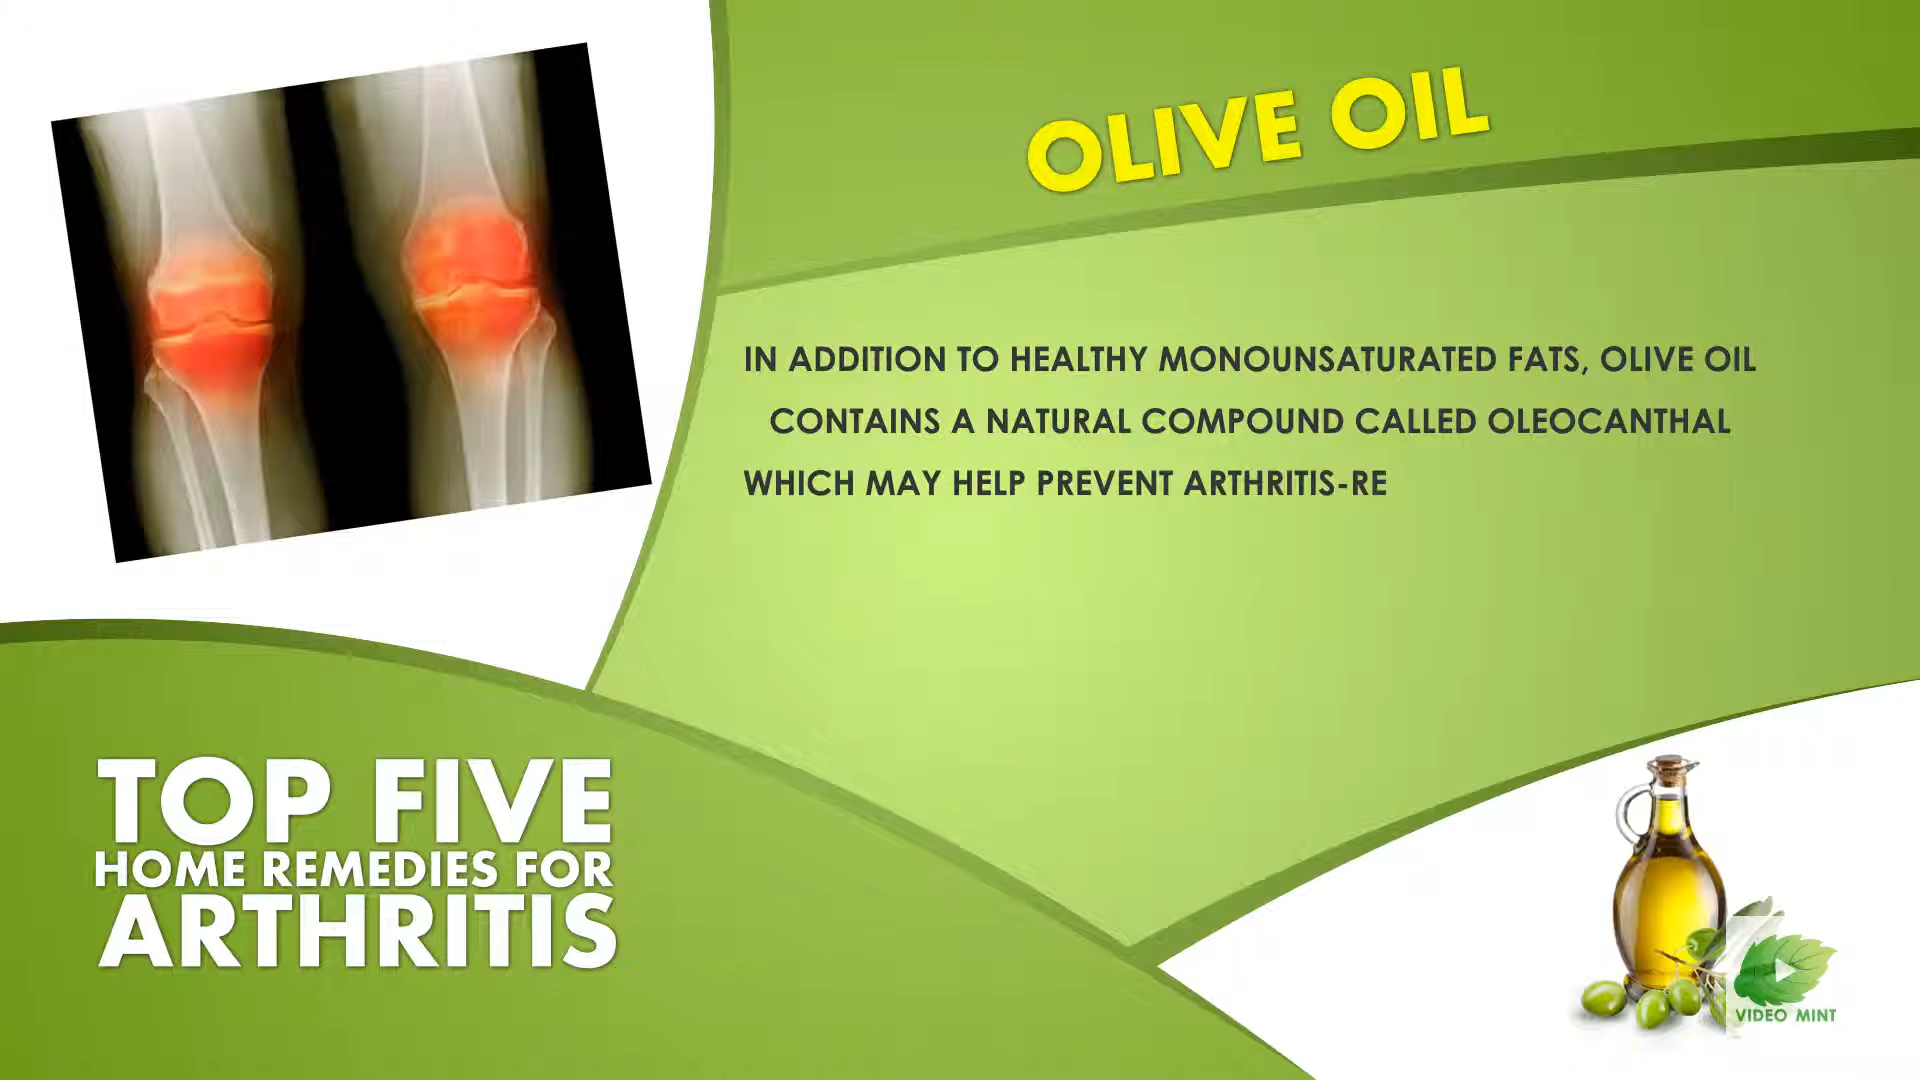 OLIVE OIL
IN ADDITION TO HEALTHY MONOUNSATURATED FATS, OLIVE OIL
CONTAINS A NATURAL COMPOUND CALLED OLEOCANTHAL
WHICH MAY HELP PREVENT ARTHRITIS-RE
TOP FIVE
HOME REMEDIES FOR
ARTHRITIS
VIDEO MINT